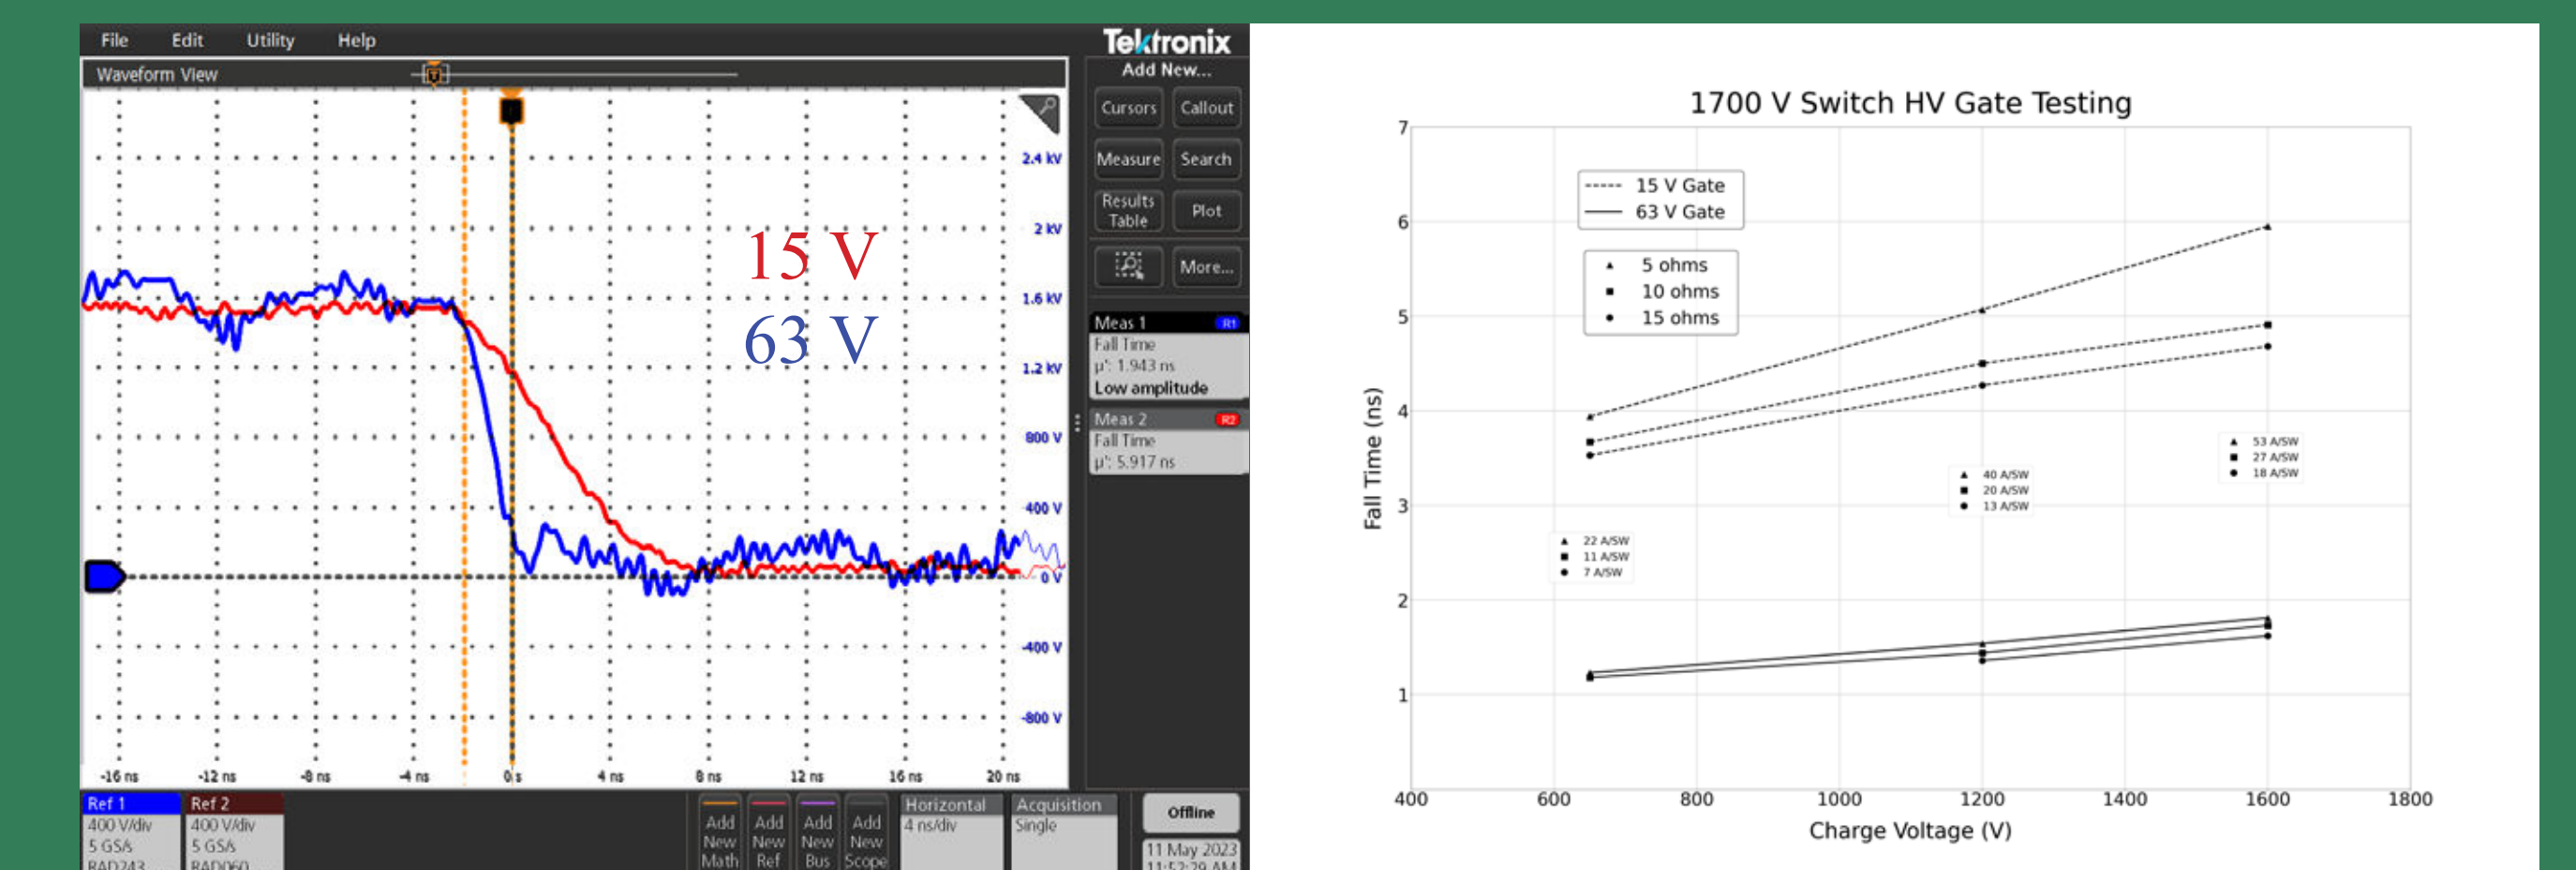 File Edit Utility Help
Tektronix
Waveform View
Add New...
Cursors Callout
Measure Search
Results Table Plot
More...
2.4 kV
2 kV
1.6 kV
1.2 kV
800 V
400 V
0 V
-400 V
-800 V
15 V
63 V
Meas 1 R1
Fall Time
µ': 1.943 ns
Low amplitude
Meas 2 R2
Fall Time
µ': 5.917 ns
-16 ns -12 ns -8 ns -4 ns 0 s 4 ns 8 ns 12 ns 16 ns 20 ns
Ref 1
400 V/div
5 GS/s
RAD243
Ref 2
400 V/div
5 GS/s
RAD060
Add New Math
Add New Ref
Add New Bus
Add New Scope
Horizontal
4 ns/div
Acquisition
Single
Offline
11 May 2023
11:52:29 AM
1700 V Switch HV Gate Testing
15 V Gate
63 V Gate
5 ohms
10 ohms
15 ohms
53 A/SW
27 A/SW
18 A/SW
40 A/SW
20 A/SW
13 A/SW
22 A/SW
11 A/SW
7 A/SW
7
6
5
4
3
2
1
Fall Time (ns)
400 600 800 1000 1200 1400 1600 1800
Charge Voltage (V)